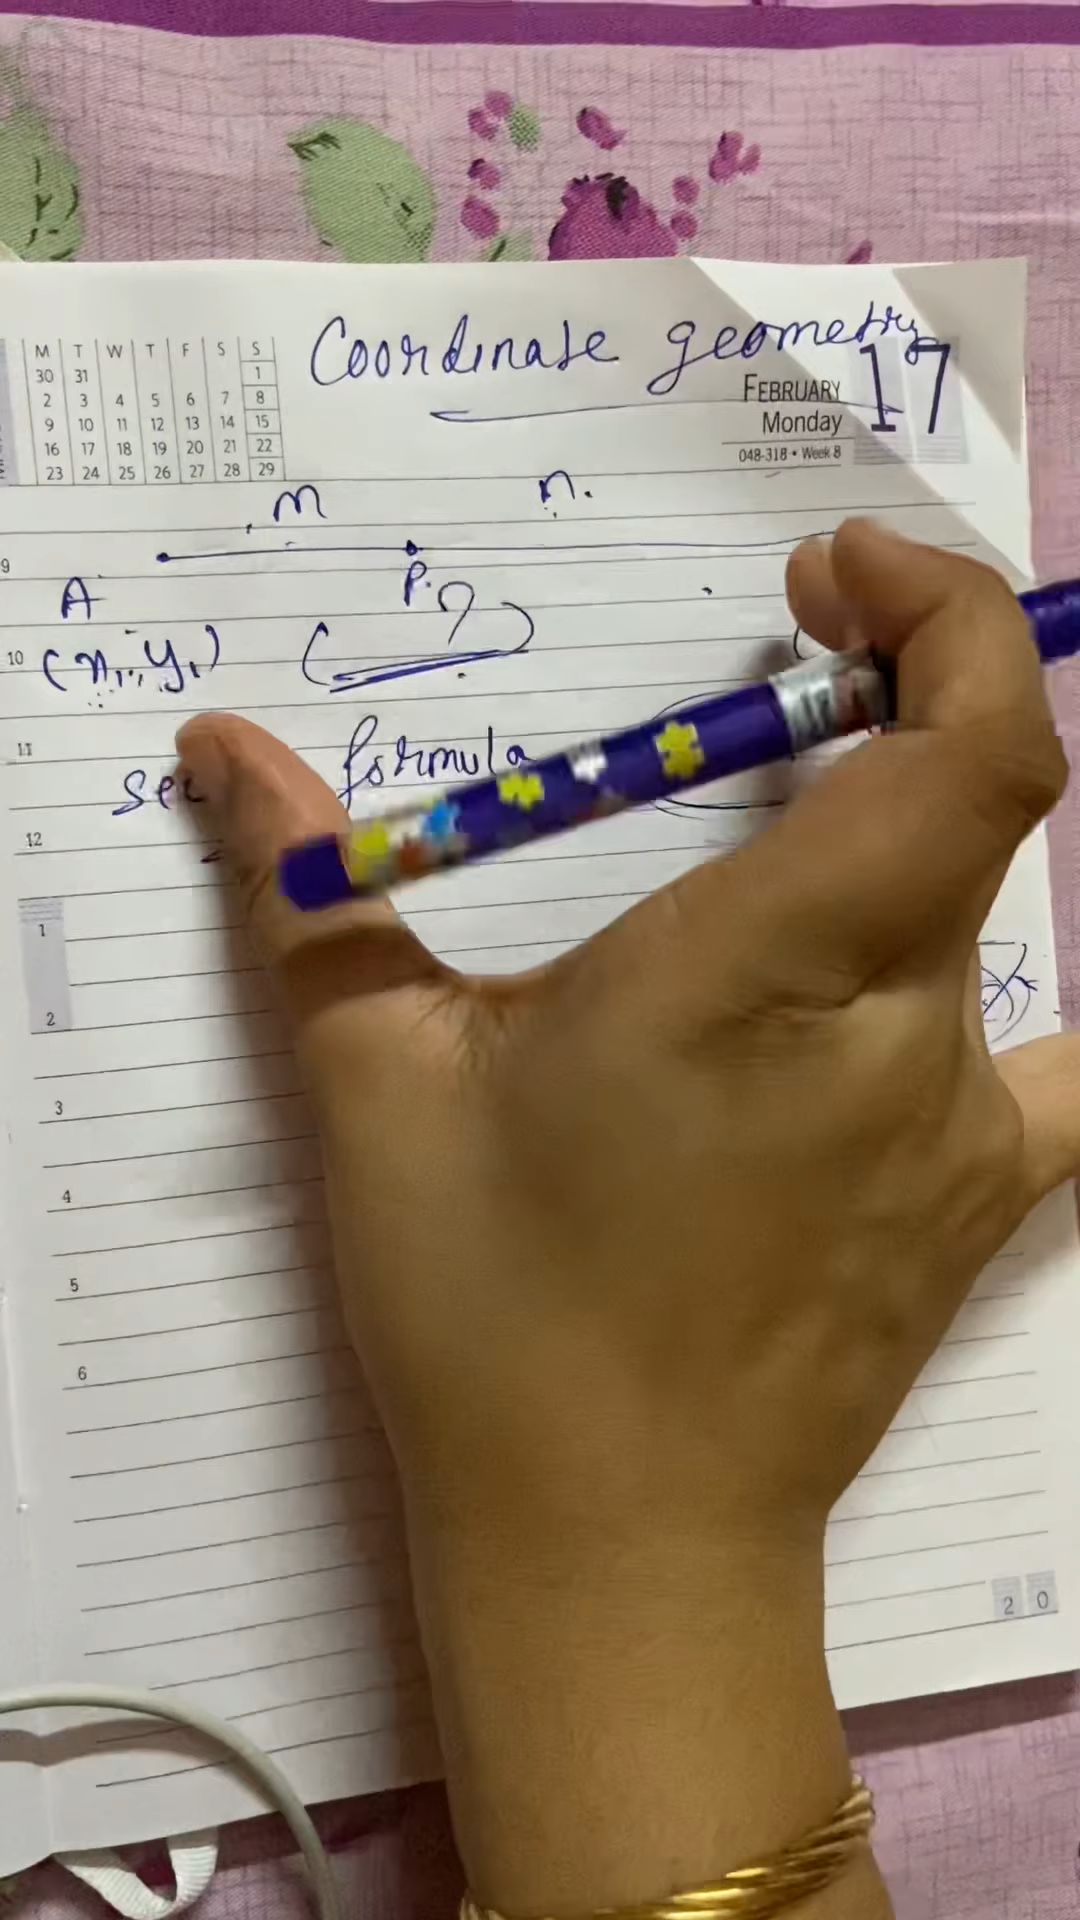 Coordinate geometry
M T W T F S S
30 31 1
2 3 4 5 6 7 8
9 10 11 12 13 14 15
16 17 18 19 20 21 22
23 24 25 26 27 28 29
FEBRUARY 17
Monday
048-318 • Week 8
m n.
9
A P. ?
10 (x1, y1) ( )
11
formula
12
1
2
3
4
5
6
2 0